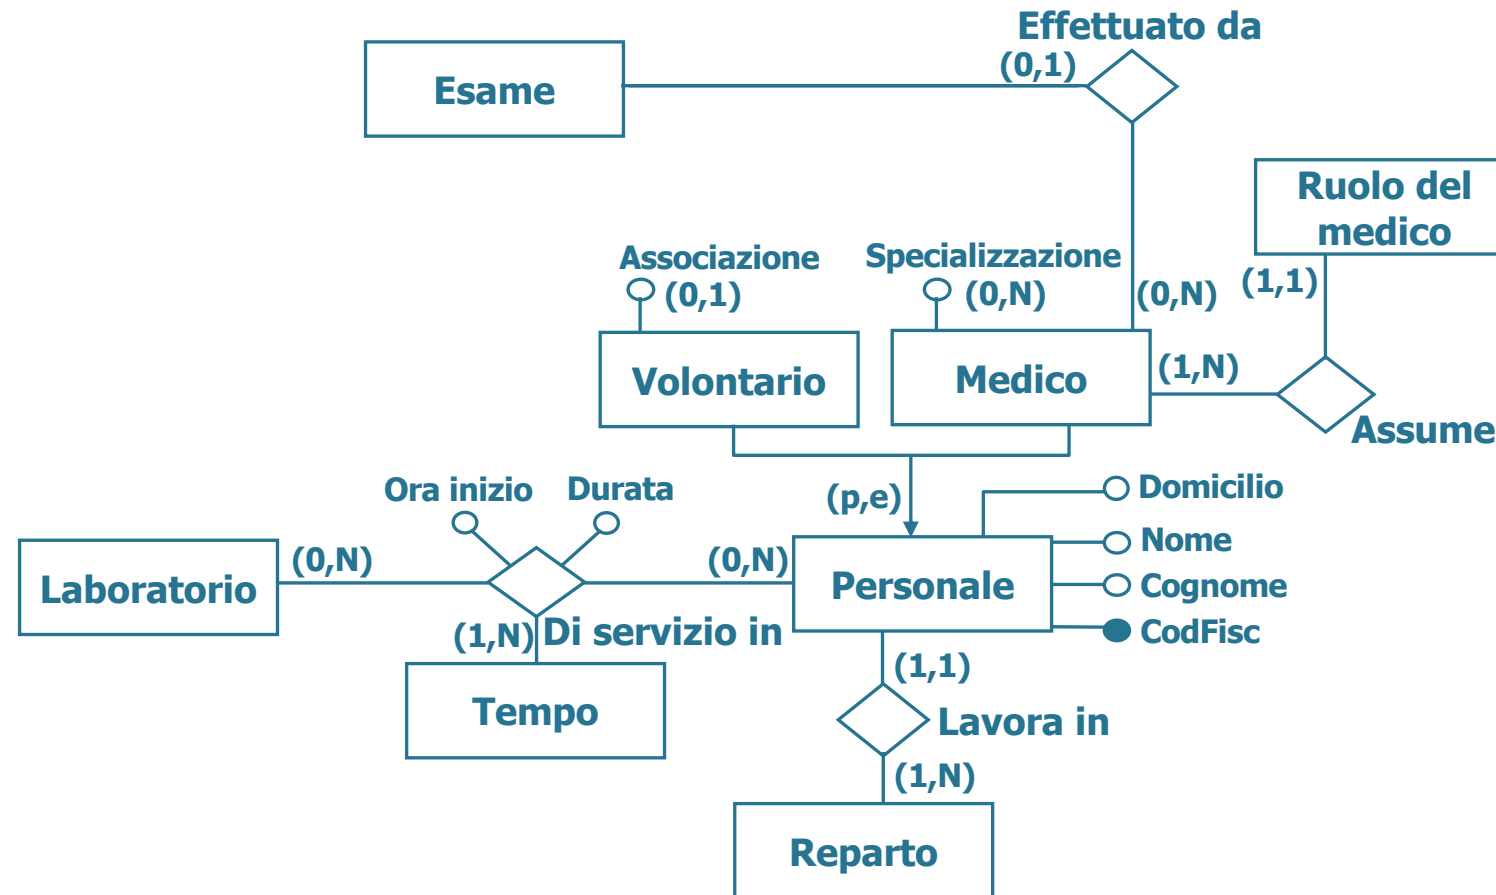 Effettuato da
(0,1)
Esame
Ruolo del
medico
Associazione
(0,1)
Specializzazione
(0,N)
(0,N)
(1,1)
Volontario
Medico
(1,N)
Assume
Ora inizio
Durata
(p,e)
Domicilio
Nome
Cognome
CodFisc
Laboratorio
(0,N)
(0,N)
Personale
(1,N)
Di servizio in
Tempo
(1,1)
Lavora in
(1,N)
Reparto